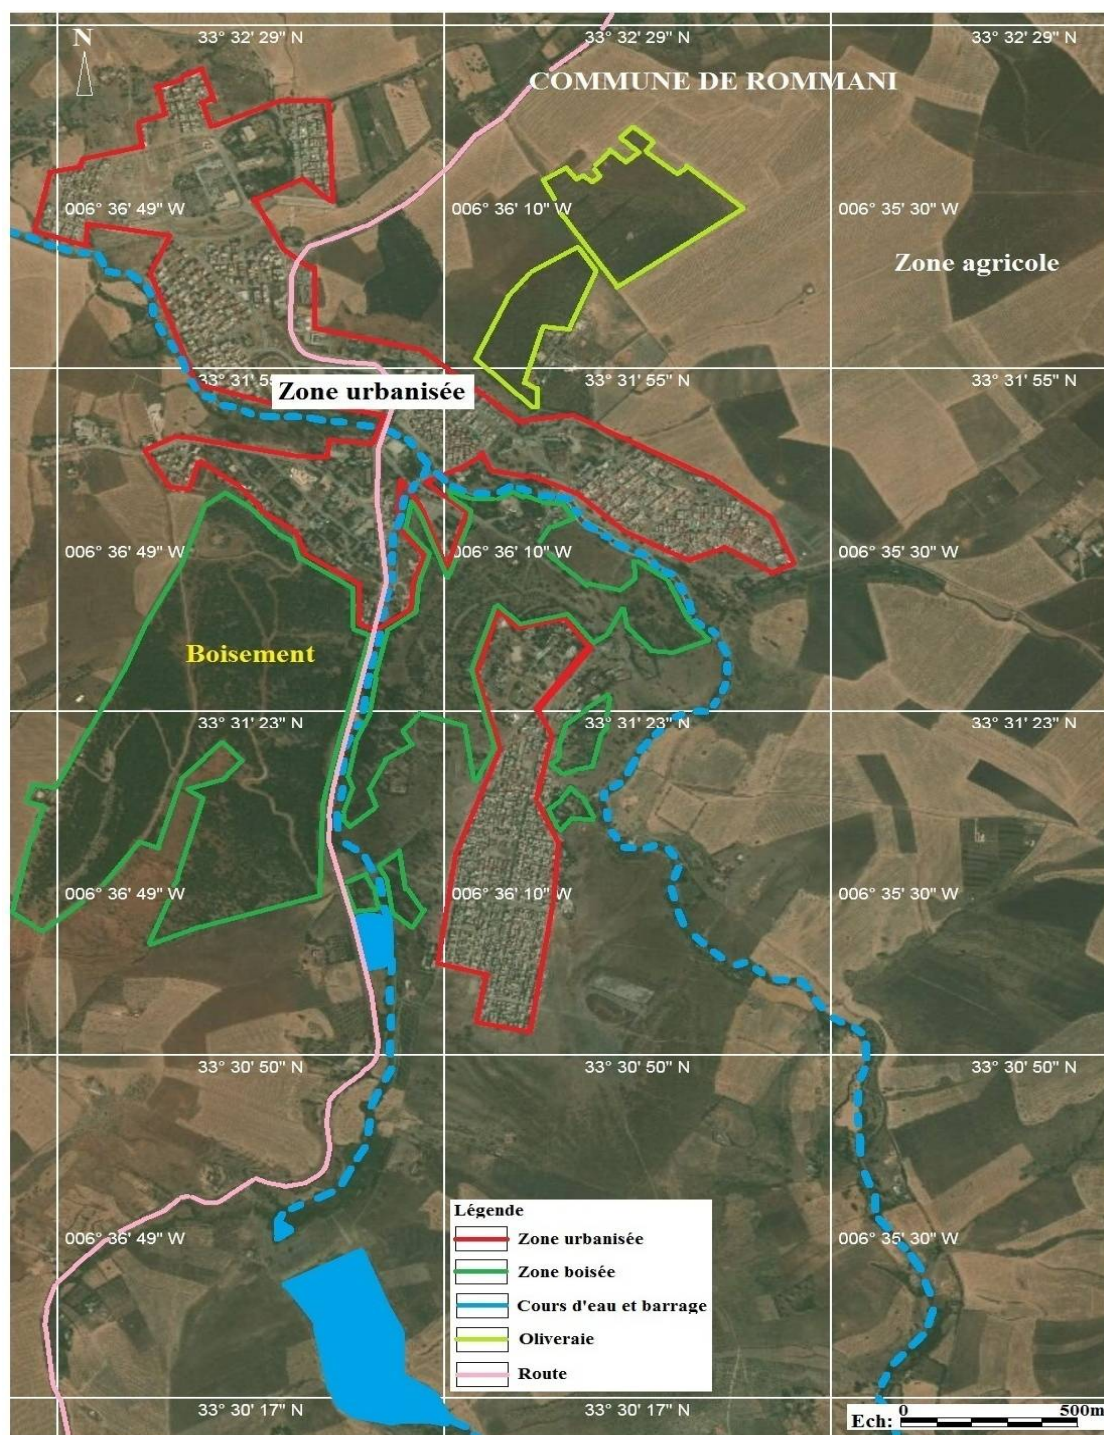 N
33° 32' 29" N
33° 32' 29" N
33° 32' 29" N
COMMUNE DE ROMMANI
006° 36' 49" W
006° 36' 10" W
006° 35' 30" W
Zone agricole
33° 31' 55"
33° 31' 55" N
33° 31' 55" N
Zone urbanisée
006° 36' 49" W
006° 36' 10" W
006° 35' 30" W
Boisement
33° 31' 23" N
33° 31' 23" N
33° 31' 23" N
006° 36' 49" W
006° 36' 10" W
006° 35' 30" W
33° 30' 50" N
33° 30' 50" N
33° 30' 50" N
006° 36' 49" W
006° 35' 30" W
Légende
Zone urbanisée
Zone boisée
Cours d'eau et barrage
Oliveraie
Route
33° 30' 17" N
33° 30' 17" N
Ech: 0 500m